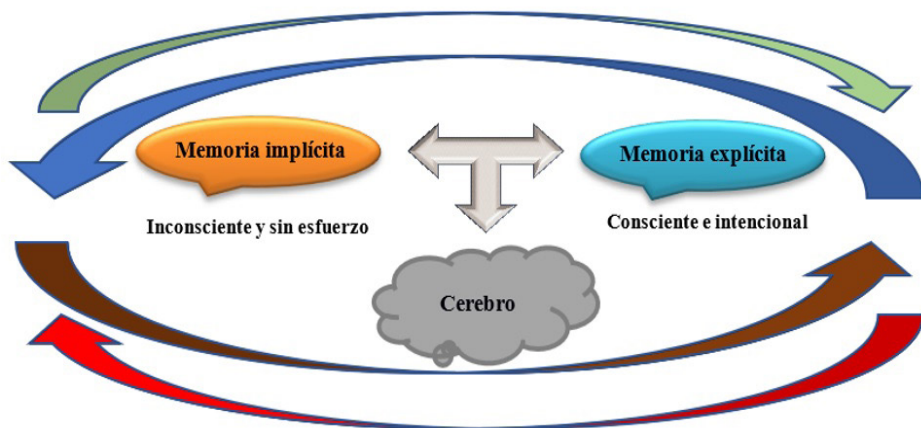 Memoria implícita
Memoria explícita
Inconsciente y sin esfuerzo
Consciente e intencional
Cerebro